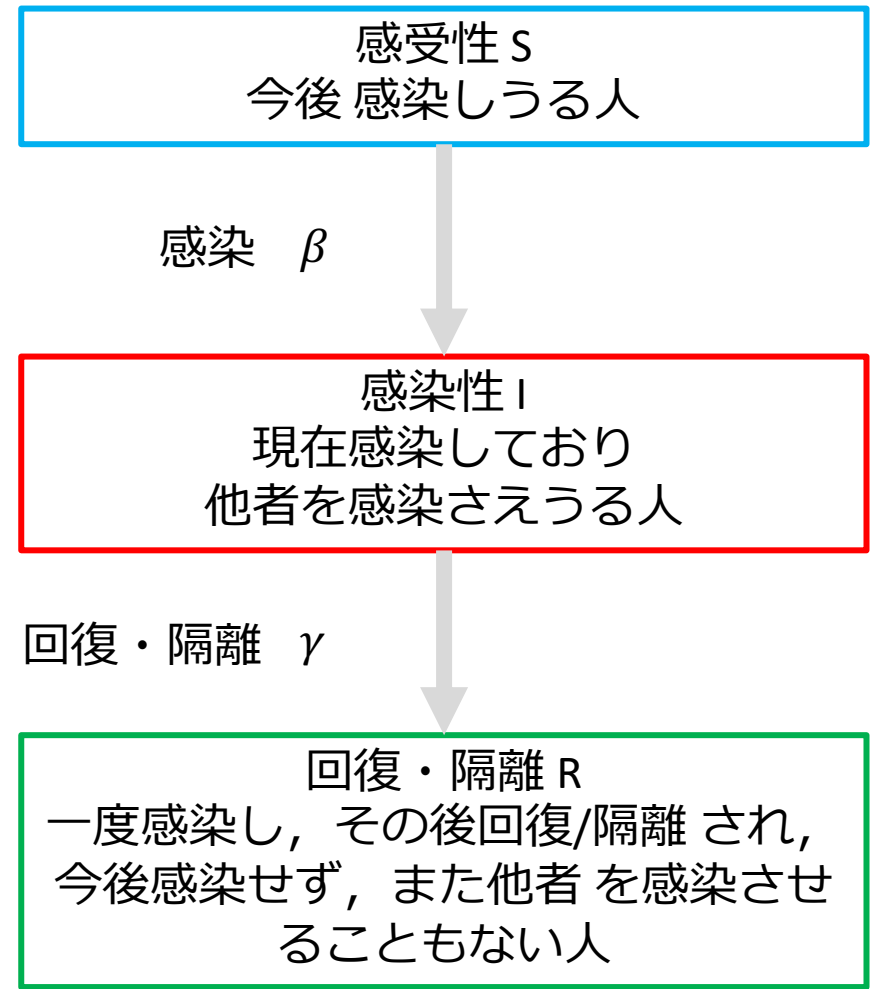 感受性 S
今後 感染しうる人
感染 β
感染性 I
現在感染しており
他者を感染さえうる人
回復・隔離 γ
回復・隔離 R
一度感染し，その後回復/隔離 され，
今後感染せず，また他者 を感染させ
ることもない人